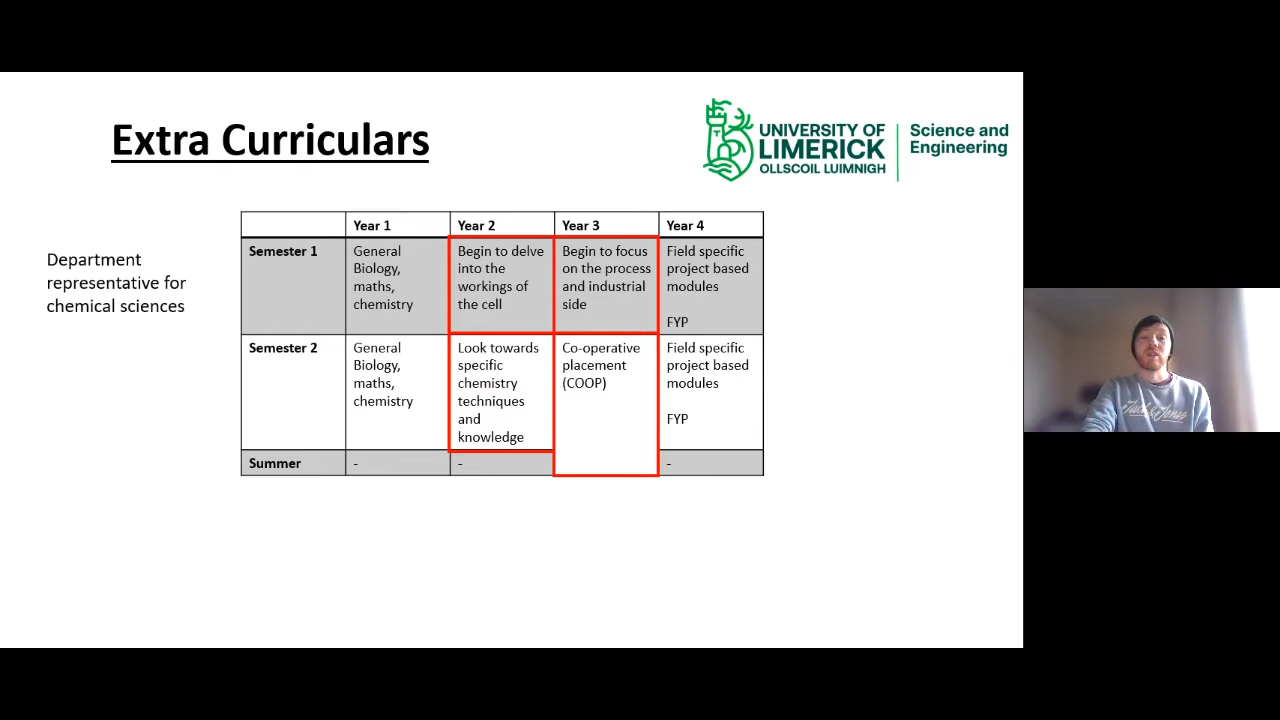 Extra Curriculars
UNIVERSITY OF
LIMERICK
OLLSCOIL LUIMNIGH
Science and
Engineering
Department
representative for
chemical sciences
Year 1
Year 2
Year 3
Year 4
Semester 1
General
Biology,
maths,
chemistry
Begin to delve
into the
workings of
the cell
Begin to focus
on the process
and industrial
side
Field specific
project based
modules
FYP
Semester 2
General
Biology,
maths,
chemistry
Look towards
specific
chemistry
techniques
and
knowledge
Co-operative
placement
(COOP)
Field specific
project based
modules
FYP
Summer
-
-
-
Jack & Jones